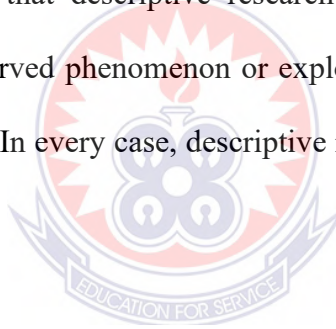 that descriptive research
rved phenomenon or explo
In every case, descriptive
EDUCATION FOR SERVICE